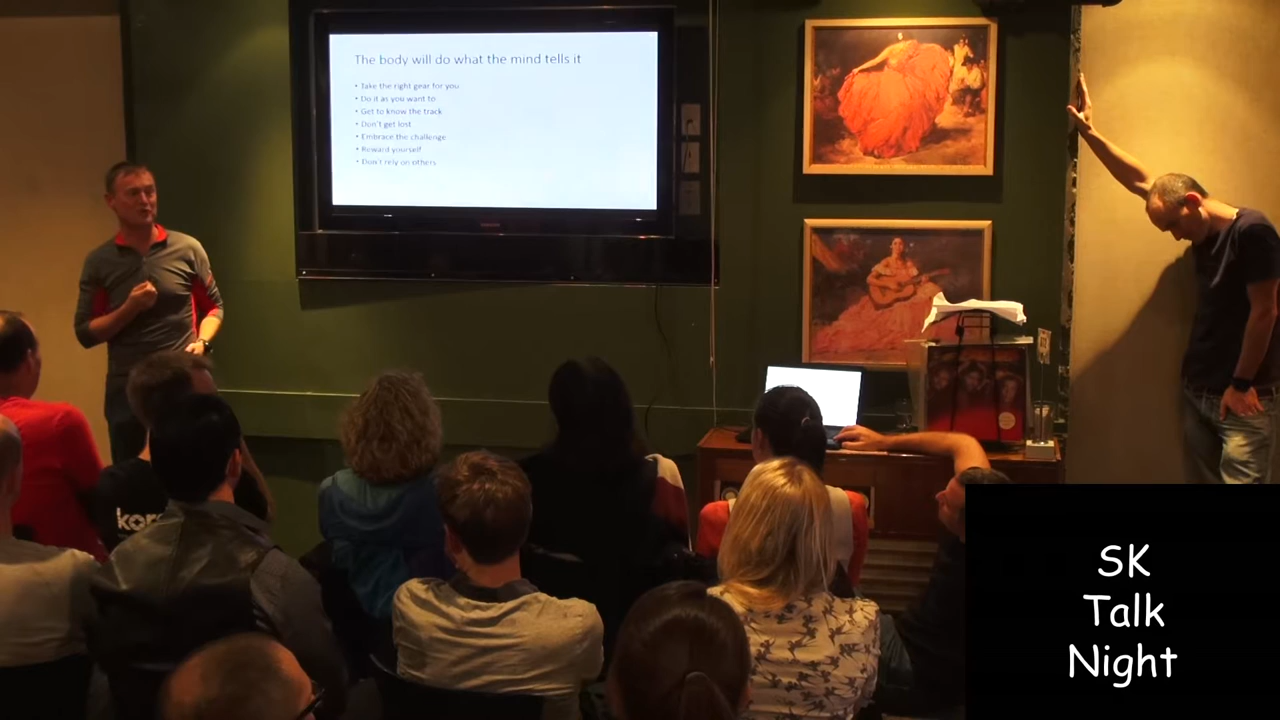 The body will do what the mind tells it
• Take the right gear for you
• Do it as you want to
• Get to know the track
• Don't get lost
• Embrace the challenge
• Reward yourself
• Don't rely on others
SK
Talk
Night